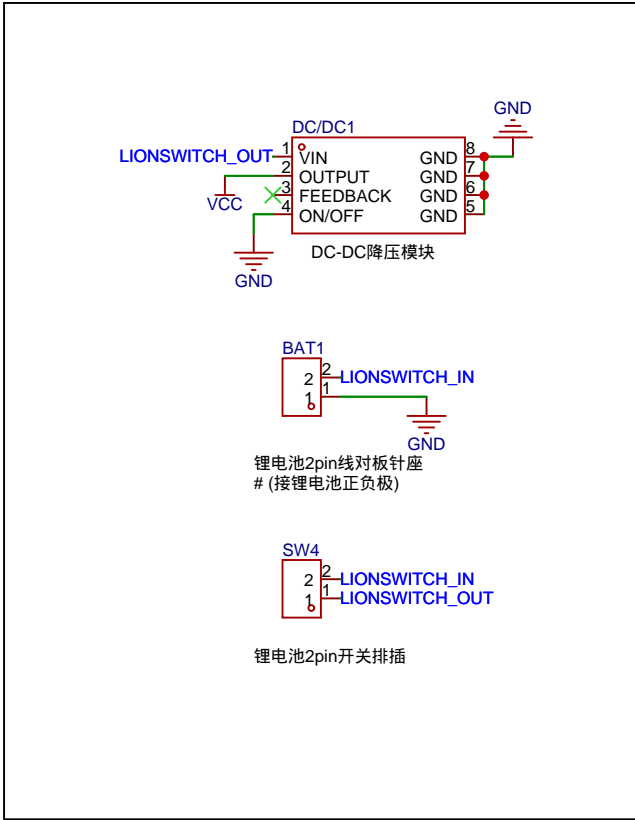 GND
DC/DC1
LIONSWITCH_OUT
1
VIN
GND
8
2
OUTPUT
GND
7
VCC
3
FEEDBACK
GND
6
4
ON/OFF
GND
5
DC-DC降压模块
GND
BAT1
2
2
LIONSWITCH_IN
1
1
GND
锂电池2pin线对板针座
# (接锂电池正负极)
SW4
2
2
LIONSWITCH_IN
1
1
LIONSWITCH_OUT
锂电池2pin开关排插